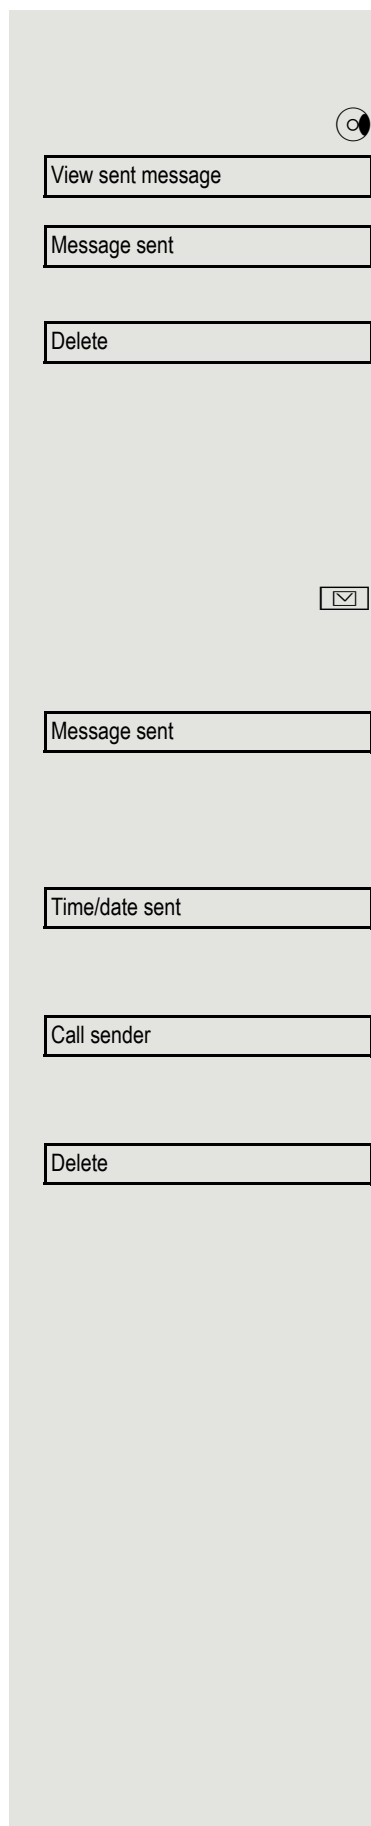 View sent message
Message sent
Delete
Message sent
Time/date sent
Call sender
Delete